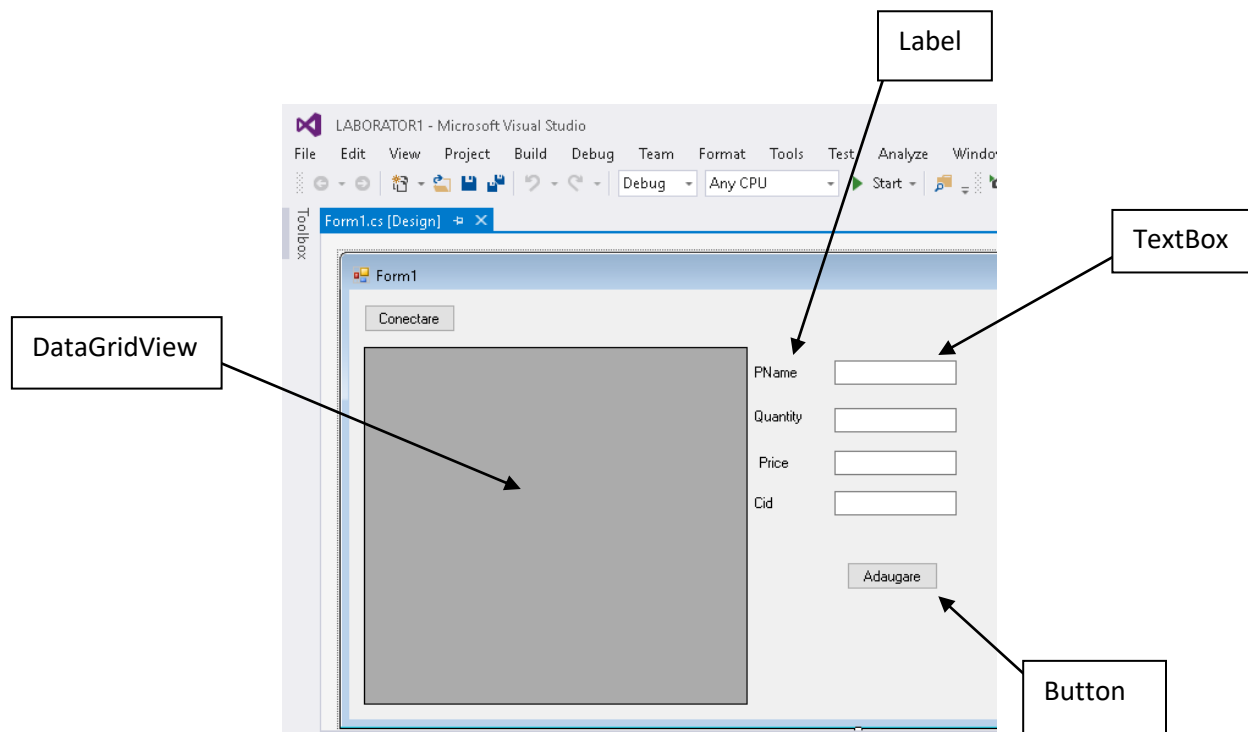 Label
LABORATOR1 - Microsoft Visual Studio
File Edit View Project Build Debug Team Format Tools Test Analyze
Debug Any CPU Start
Toolbox
Form1.cs [Design]
TextBox
Form1
Conectare
DataGridView
PName
Quantity
Price
Cid
Adaugare
Button